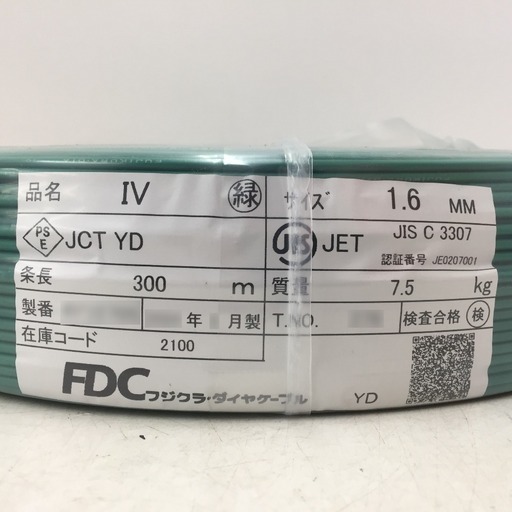 品名 IV 緑 サイズ 1.6 MM
PS E JCT YD JIS JET JIS C 3307
認証番号 JE0207001
条長 300 m 質量 7.5 kg
製番 年 月製 T.NO. 検査合格 検
在庫コード 2100
FDC フジクラ・ダイヤケーブル YD